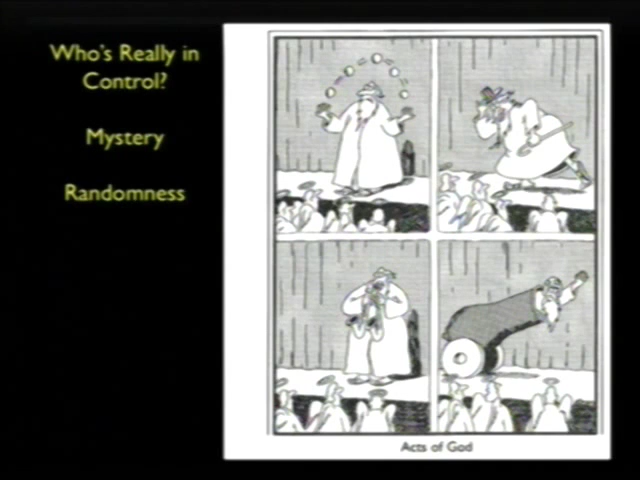 Who's Really in
Control?
Mystery
Randomness
Acts of God